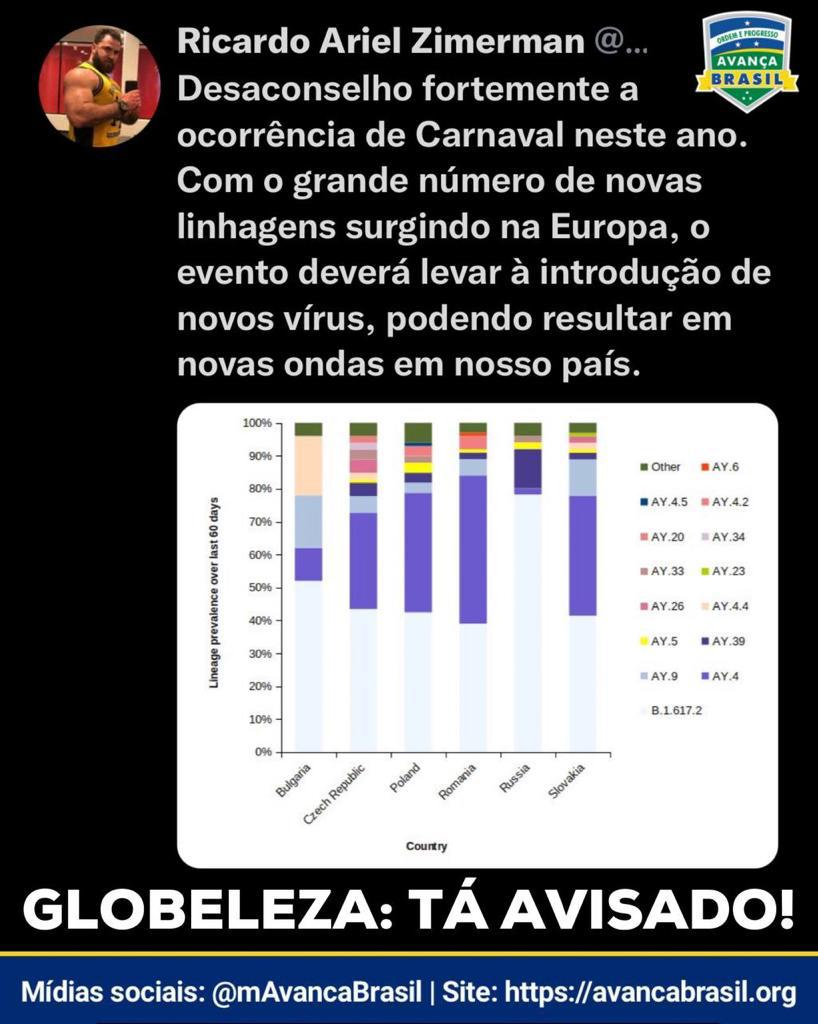 Ricardo Ariel Zimerman @...
ORDEM E PROGRESSO
AVANÇA
BRASIL
Desaconselho fortemente a
ocorrência de Carnaval neste ano.
Com o grande número de novas
linhagens surgindo na Europa, o
evento deverá levar à introdução de
novos vírus, podendo resultar em
novas ondas em nosso país.
Lineage prevalence over last 60 days
100%
90%
80%
70%
60%
50%
40%
30%
20%
10%
0%
Bulgaria
Czech Republic
Poland
Romania
Russia
Slovakia
Country
Other AY.6
AY.4.5 AY.4.2
AY.20 AY.34
AY.33 AY.23
AY.26 AY.4.4
AY.5 AY.39
AY.9 AY.4
B.1.617.2
GLOBELEZA: TÁ AVISADO!
Mídias sociais: @mAvancaBrasil | Site: https://avancabrasil.org